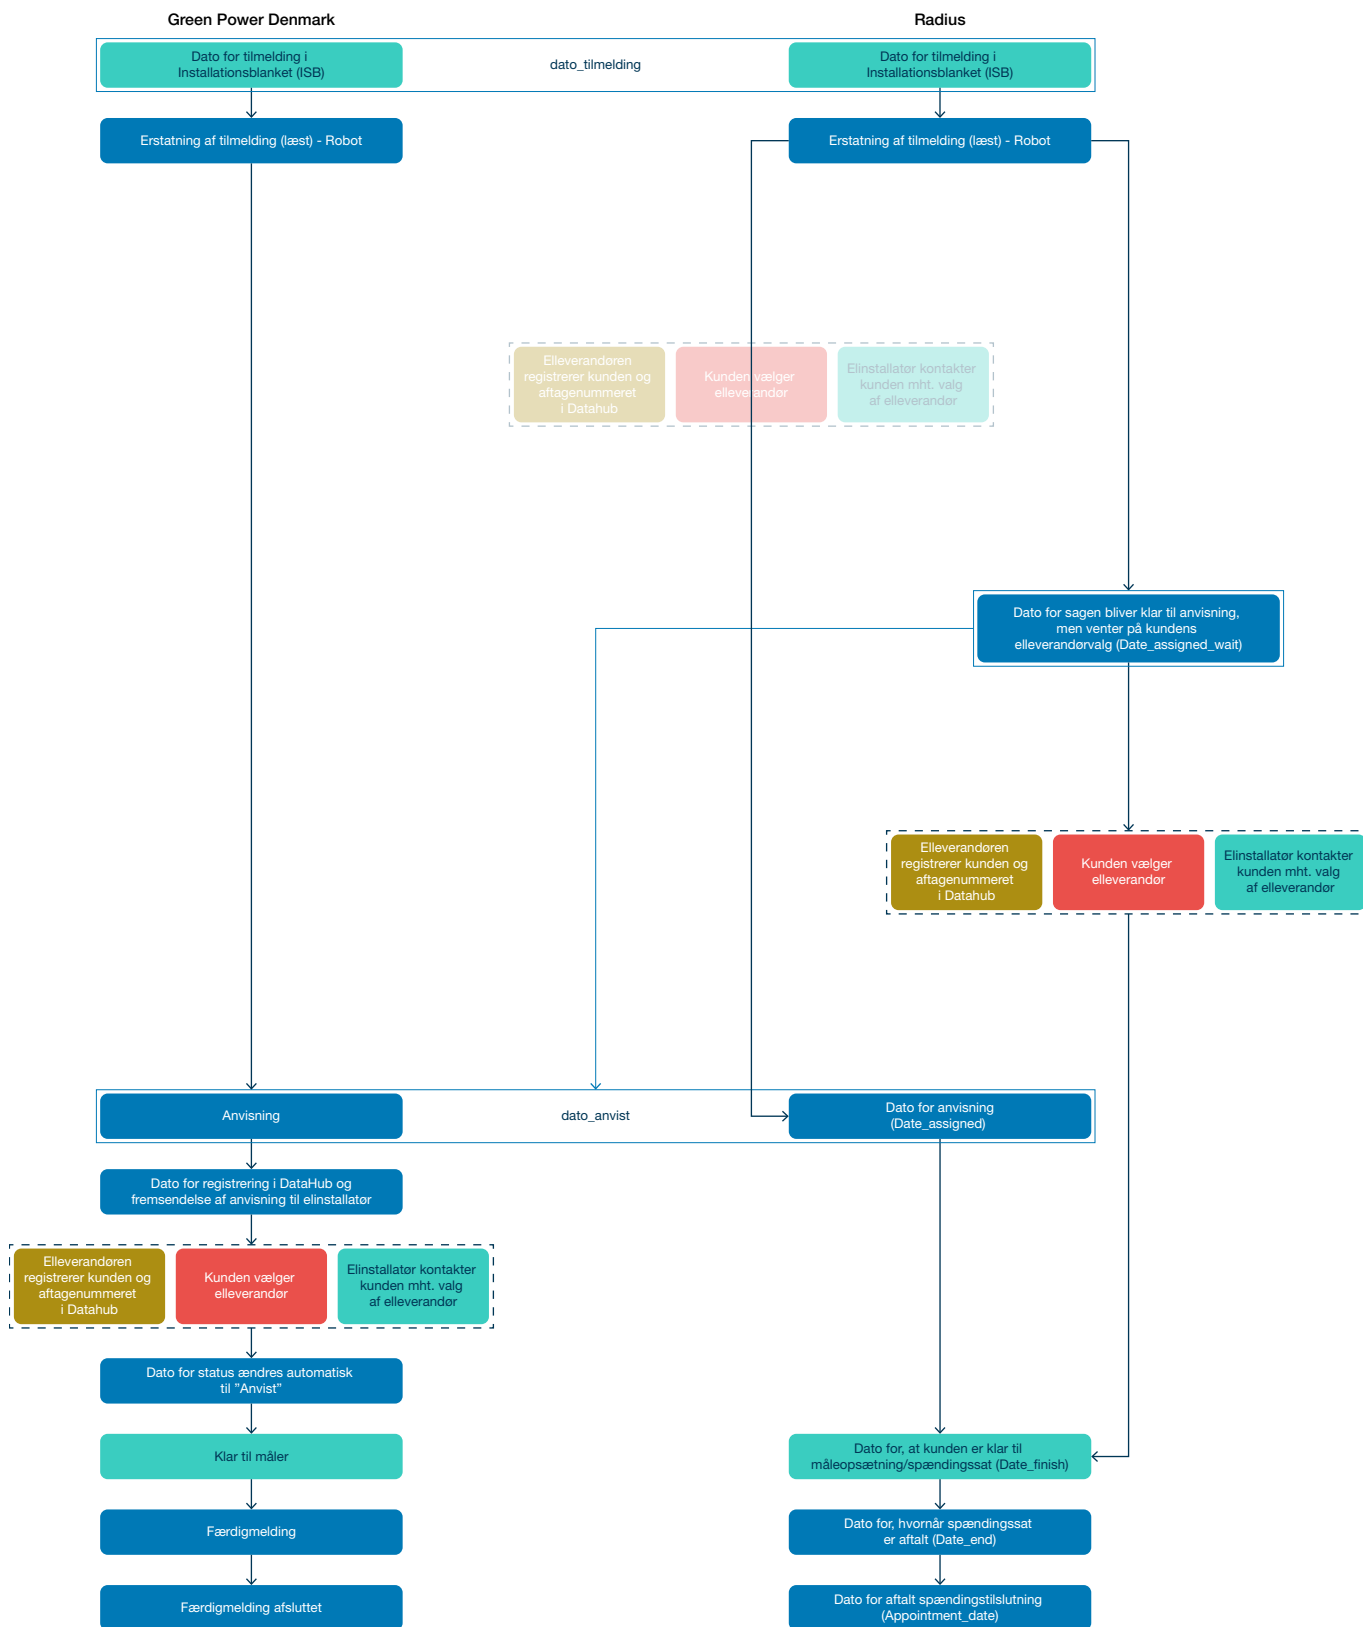 Green Power Denmark
Radius
Dato for tilmelding i
Installationsblanket (ISB)
dato_tilmelding
Dato for tilmelding i
Installationsblanket (ISB)
Erstatning af tilmelding (læst) - Robot
Erstatning af tilmelding (læst) - Robot
Elleverandøren
registrerer kunden og
aftagenummeret
i Datahub
Kunden vælger
elleverandør
Elinstallatør kontakter
kunden mht. valg
af elleverandør
Dato for sagen bliver klar til anvisning,
men venter på kundens
elleverandørvalg (Date_assigned_wait)
Elleverandøren
registrerer kunden og
aftagenummeret
i Datahub
Kunden vælger
elleverandør
Elinstallatør kontakter
kunden mht. valg
af elleverandør
Anvisning
dato_anvist
Dato for anvisning
(Date_assigned)
Dato for registrering i DataHub og
fremsendelse af anvisning til elinstallatør
Elleverandøren
registrerer kunden og
aftagenummeret
i Datahub
Kunden vælger
elleverandør
Elinstallatør kontakter
kunden mht. valg
af elleverandør
Dato for status ændres automatisk
til ”Anvist”
Klar til måler
Dato for, at kunden er klar til
måleopsætning/spændingssat (Date_finish)
Færdigmelding
Dato for, hvornår spændingssat
er aftalt (Date_end)
Færdigmelding afsluttet
Dato for aftalt spændingstilslutning
(Appointment_date)